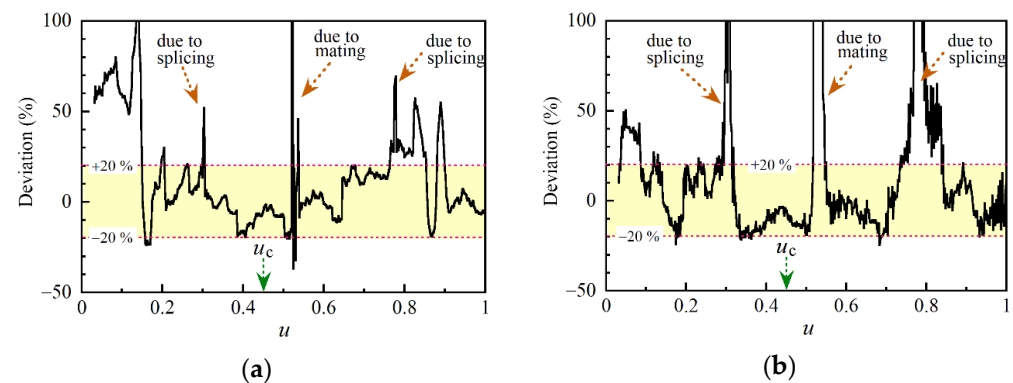 100
50
0
−50
Deviation (%)
due to
splicing
due to
mating
due to
splicing
+20 %
−20 %
uc
0
0.2
0.4
0.6
0.8
1
u
(a)
100
50
0
−50
Deviation (%)
due to
splicing
due to
mating
due to
splicing
+20 %
−20 %
uc
0
0.2
0.4
0.6
0.8
1
u
(b)